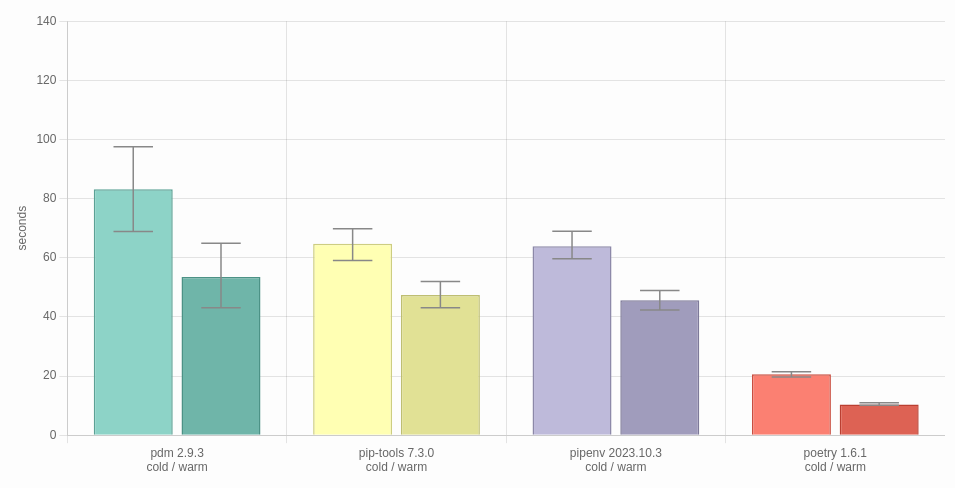 140
120
100
80
60
40
20
0
seconds
pdm 2.9.3
cold / warm
pip-tools 7.3.0
cold / warm
pipenv 2023.10.3
cold / warm
poetry 1.6.1
cold / warm